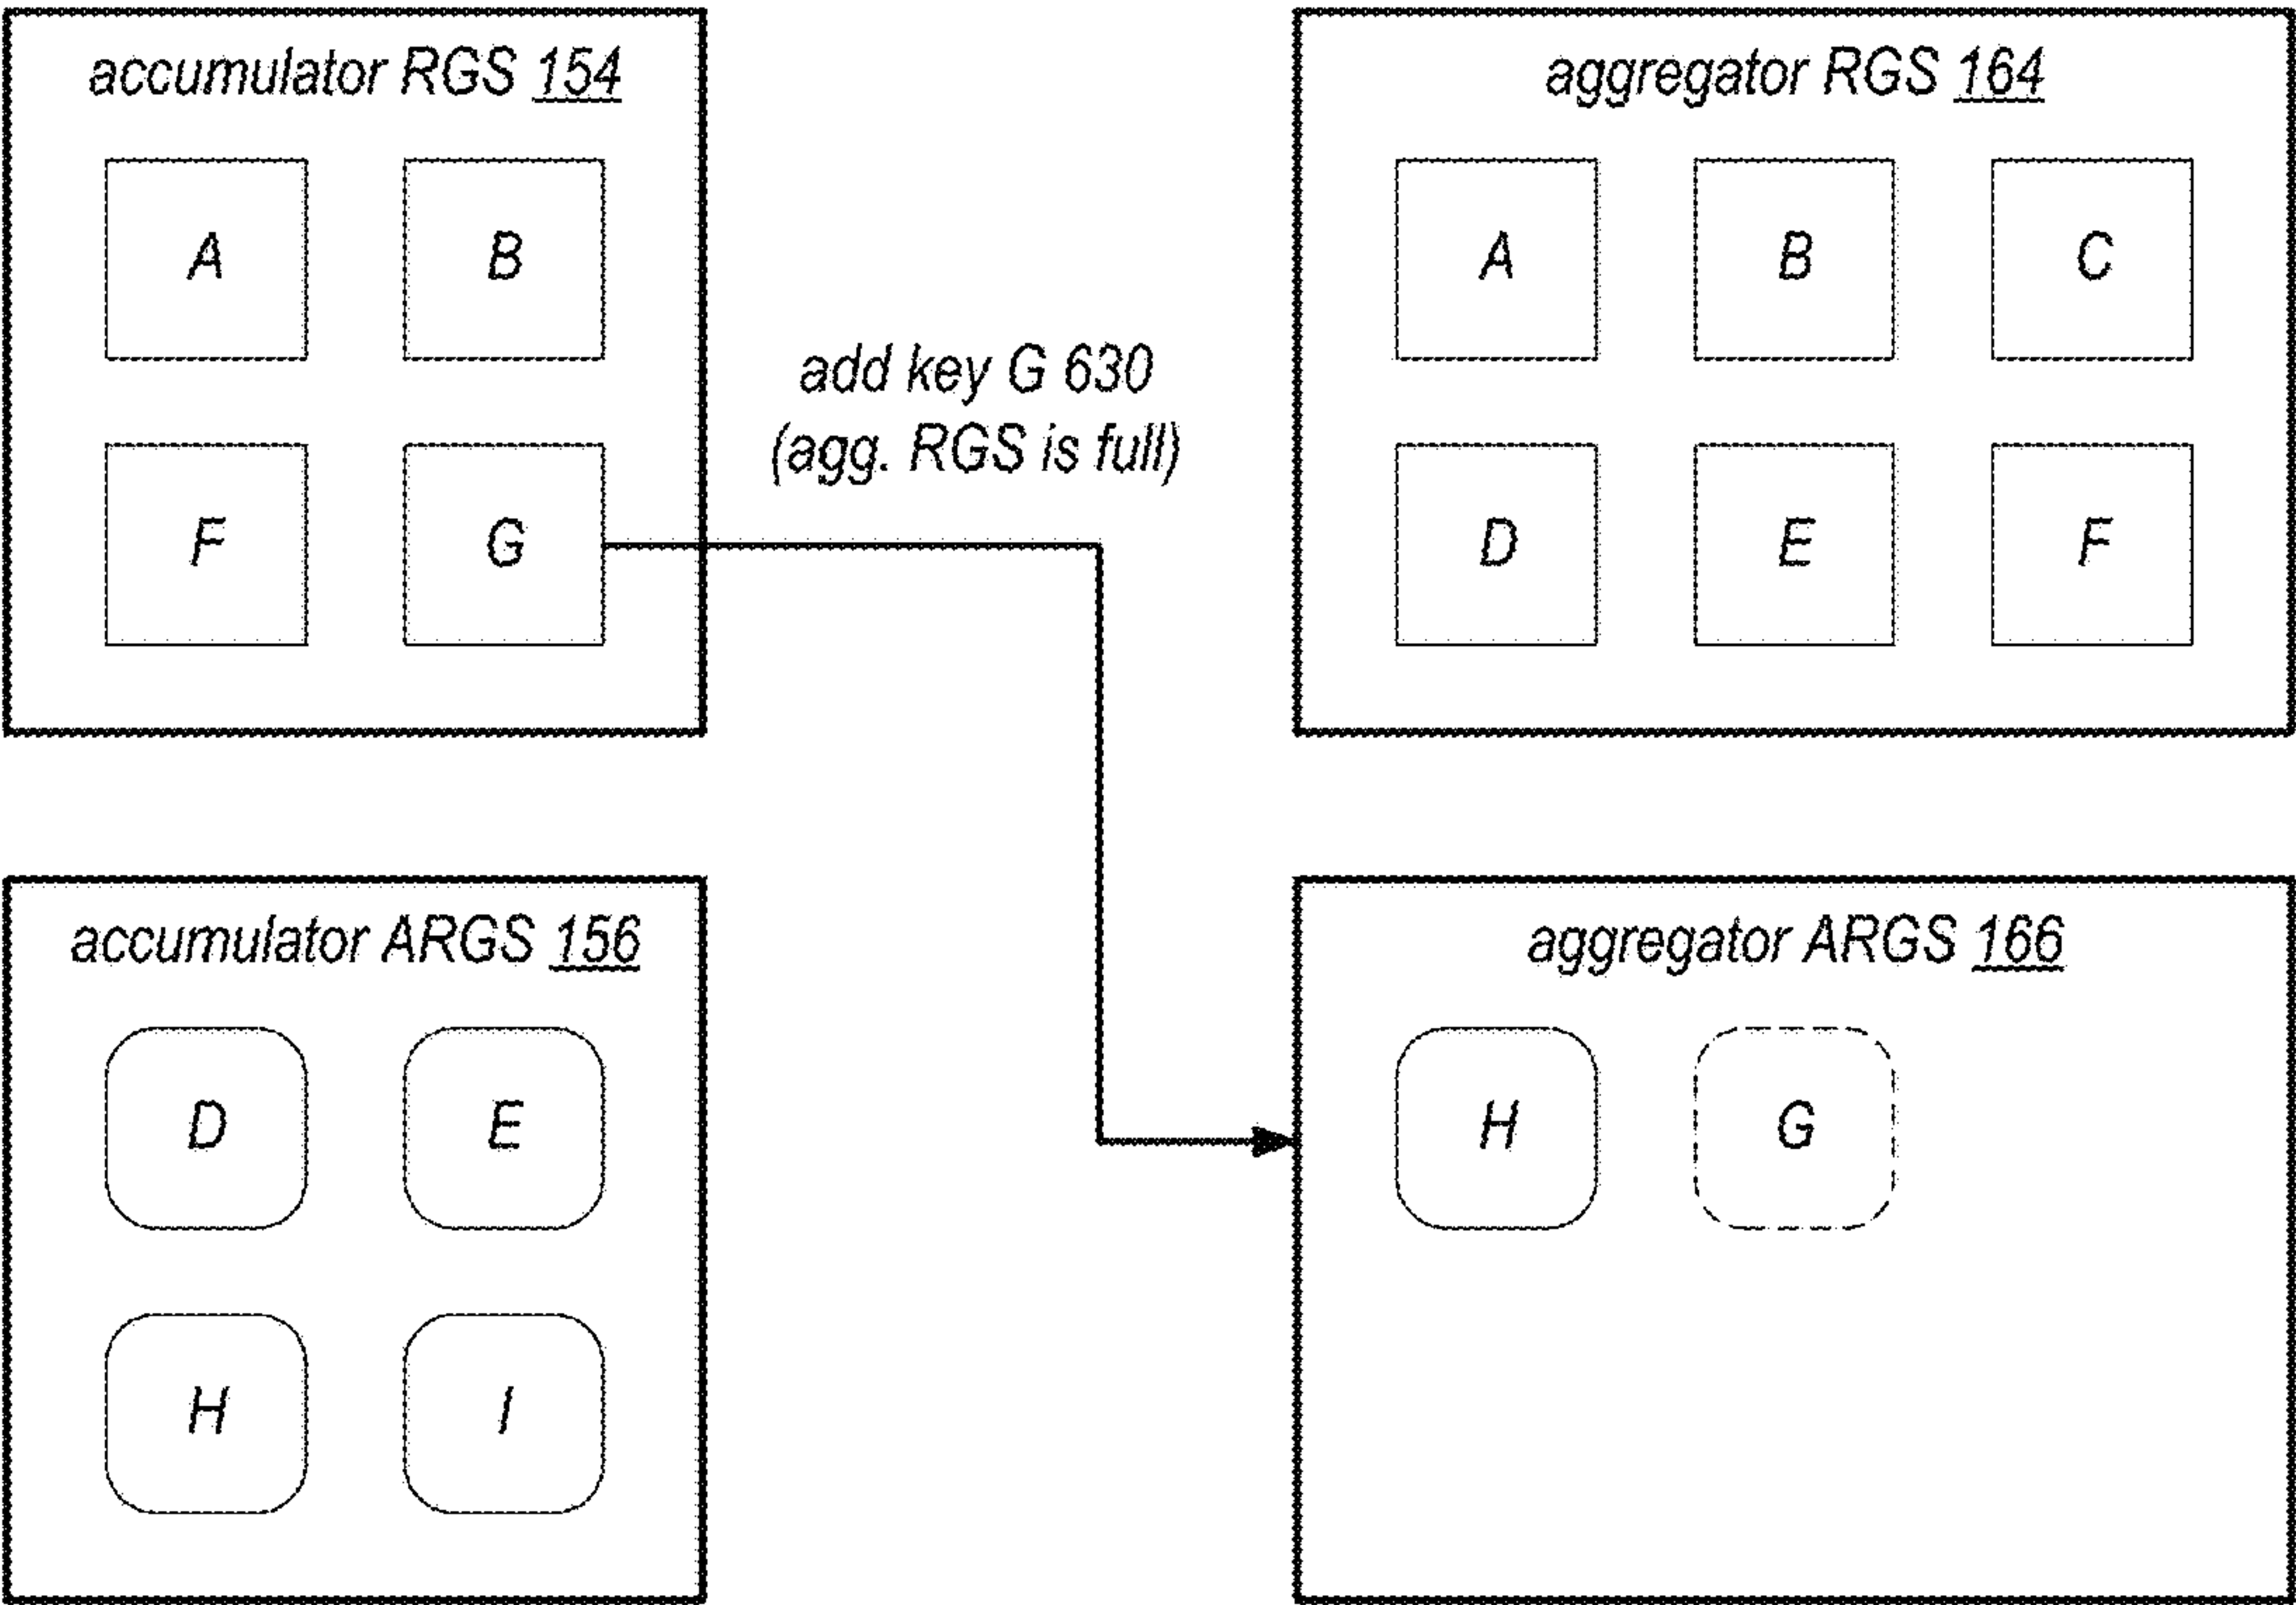 accumulator RGS 154
A B
F G
add key G 630
(agg. RGS is full)
aggregator RGS 164
A B C
D E F
accumulator ARGS 156
D E
H I
aggregator ARGS 166
H G